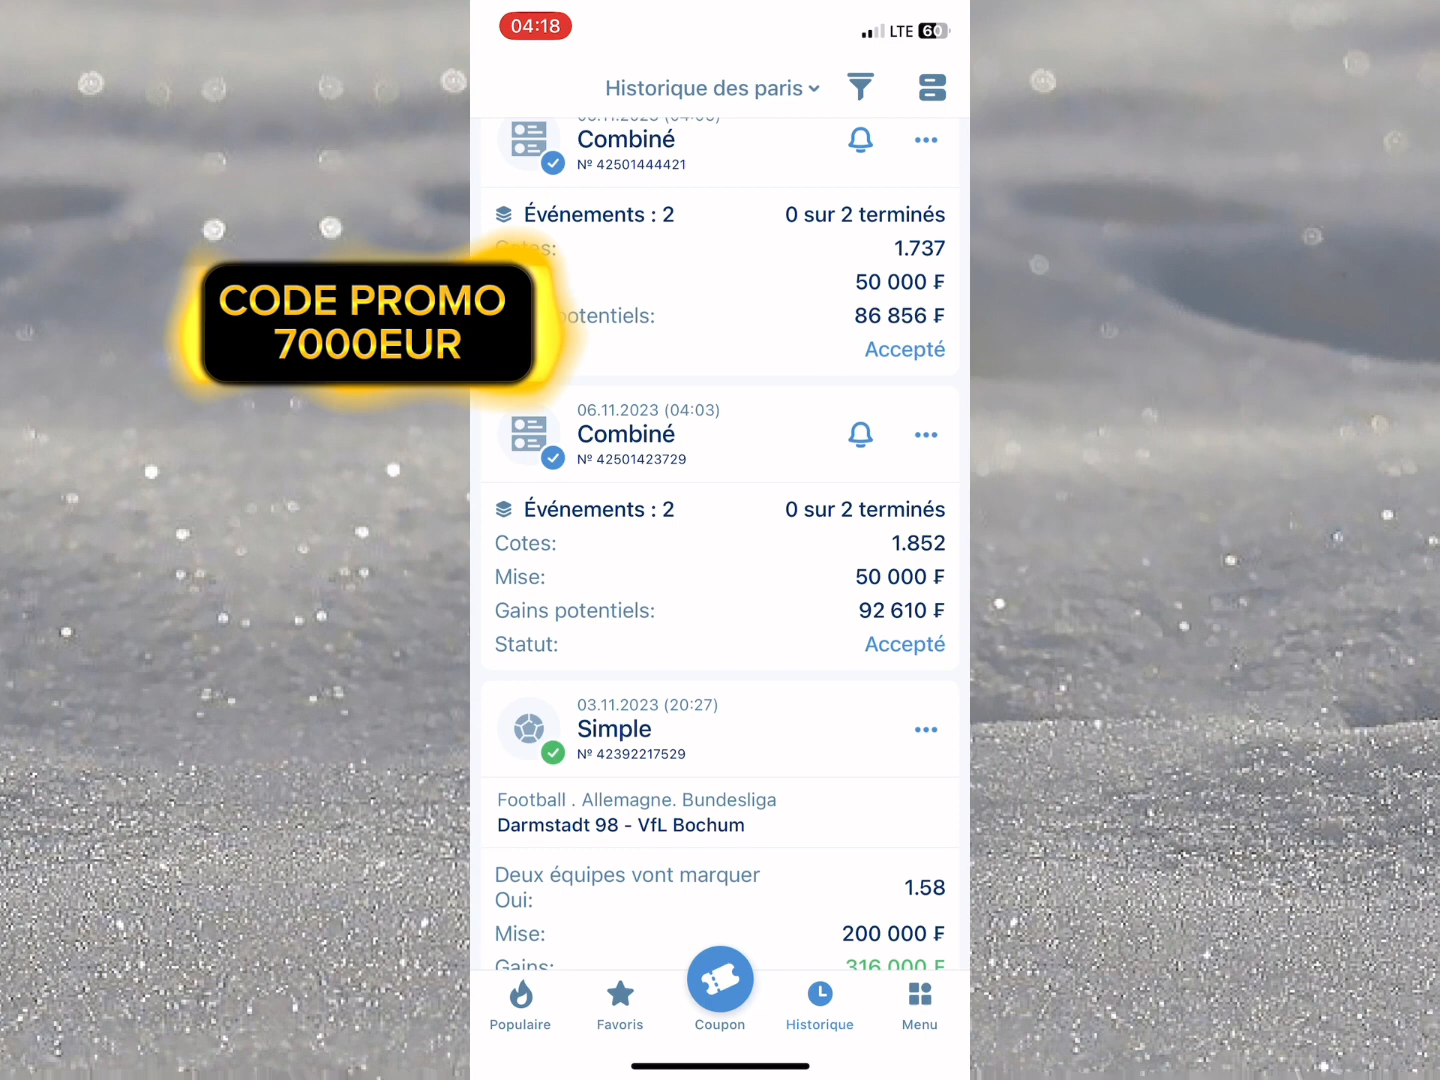 04:18
LTE 60
Historique des paris
Combiné
Nº 42501444421
Événements : 2
0 sur 2 terminés
1.737
50 000 ₣
potentiels:
86 856 ₣
Accepté
CODE PROMO
7000EUR
06.11.2023 (04:03)
Combiné
Nº 42501423729
Événements : 2
0 sur 2 terminés
Cotes:
1.852
Mise:
50 000 ₣
Gains potentiels:
92 610 ₣
Statut:
Accepté
03.11.2023 (20:27)
Simple
Nº 42392217529
Football . Allemagne. Bundesliga
Darmstadt 98 - VfL Bochum
Deux équipes vont marquer
Oui:
1.58
Mise:
200 000 ₣
Gains:
316 000 ₣
Populaire
Favoris
Coupon
Historique
Menu